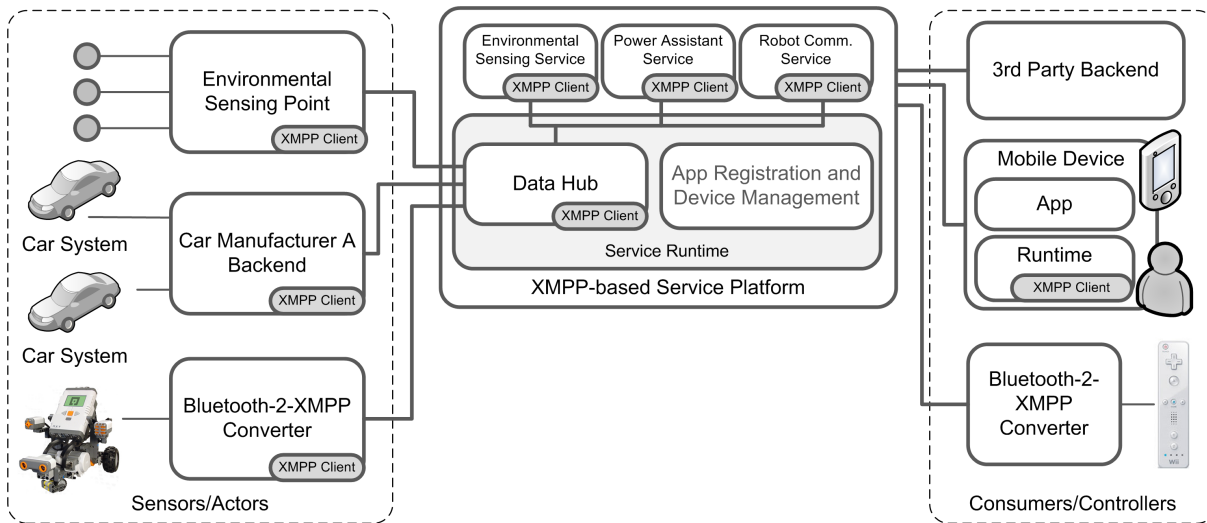 Environmental
Sensing Point
XMPP Client
Car System
Car Manufacturer A
Backend
XMPP Client
Car System
Bluetooth-2-XMPP
Converter
XMPP Client
Sensors/Actors
Environmental
Sensing Service
XMPP Client
Power Assistant
Service
XMPP Client
Robot Comm.
Service
XMPP Client
Data Hub
XMPP Client
App Registration and
Device Management
Service Runtime
XMPP-based Service Platform
3rd Party Backend
Mobile Device
App
Runtime
XMPP Client
Bluetooth-2-
XMPP
Converter
Wii
Consumers/Controllers